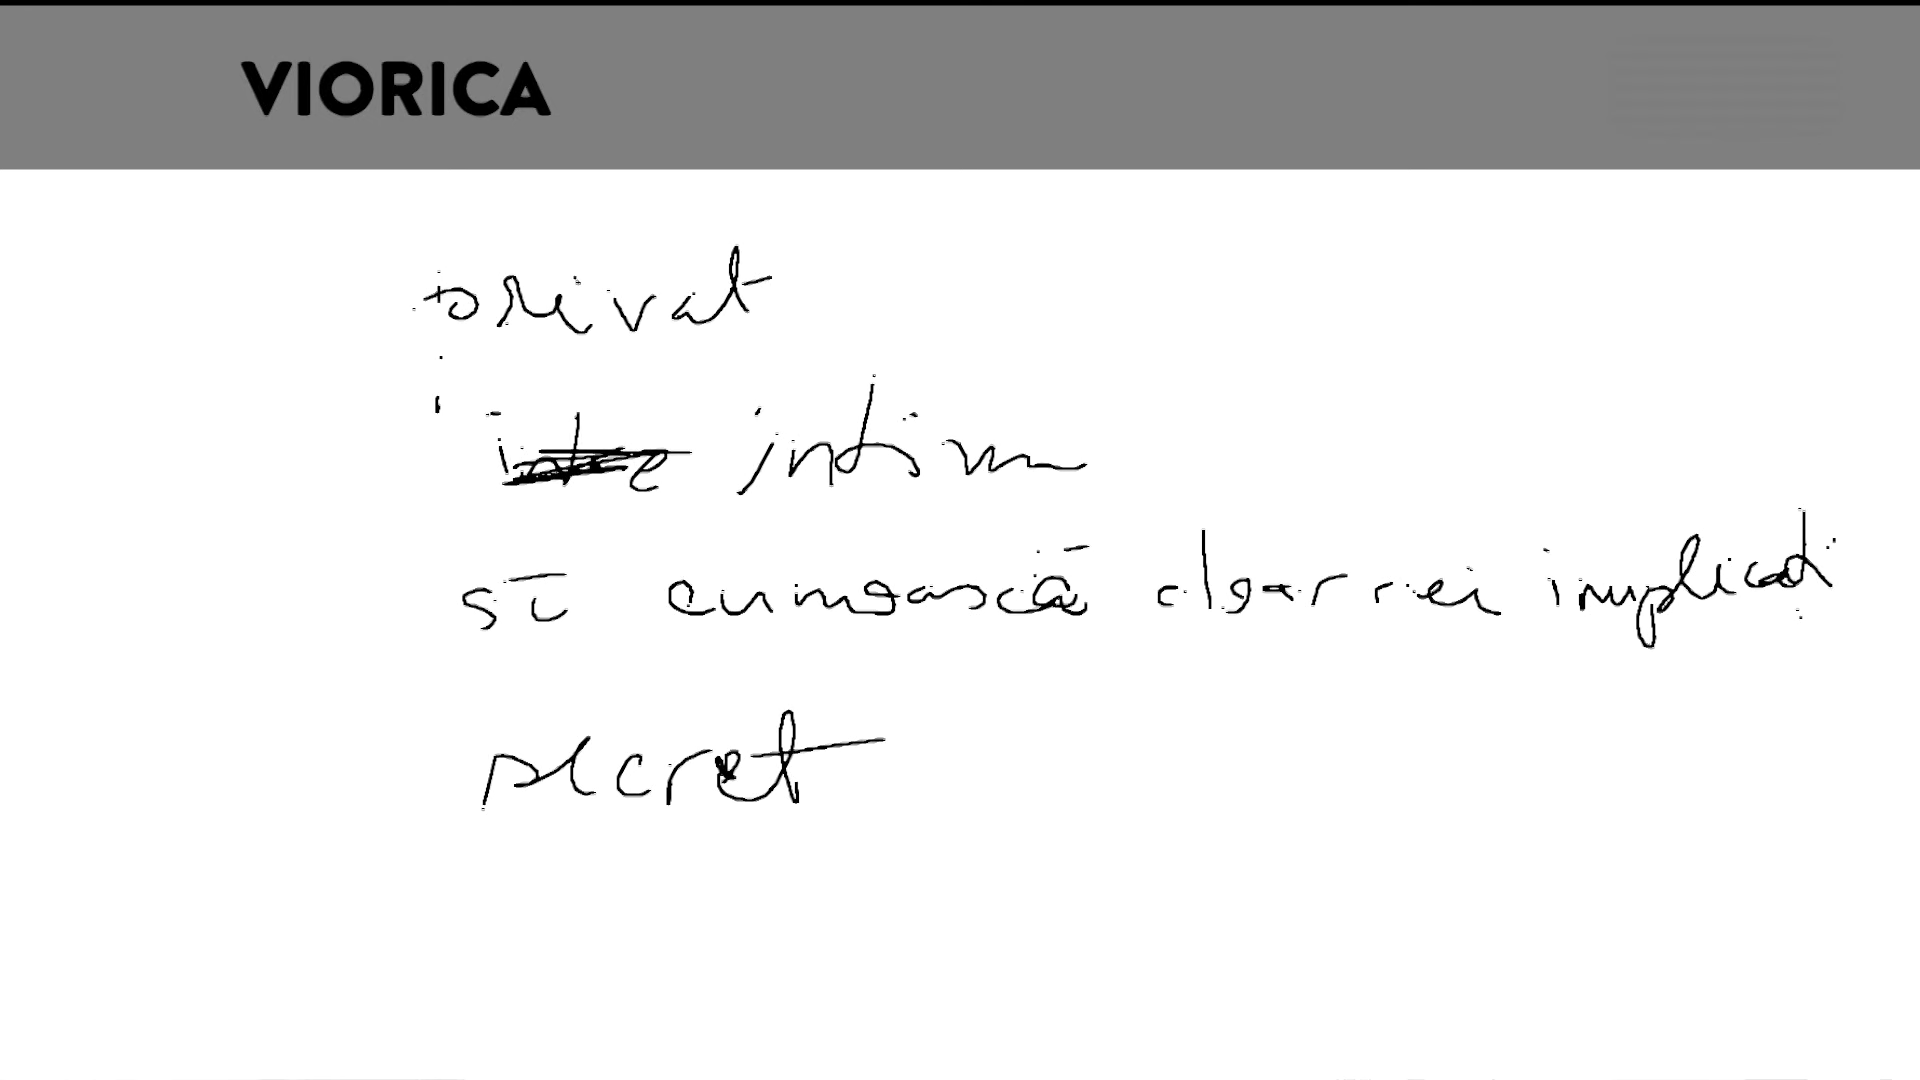 VIORICA
privat
intim
să cunoască doar cei implicați
secret